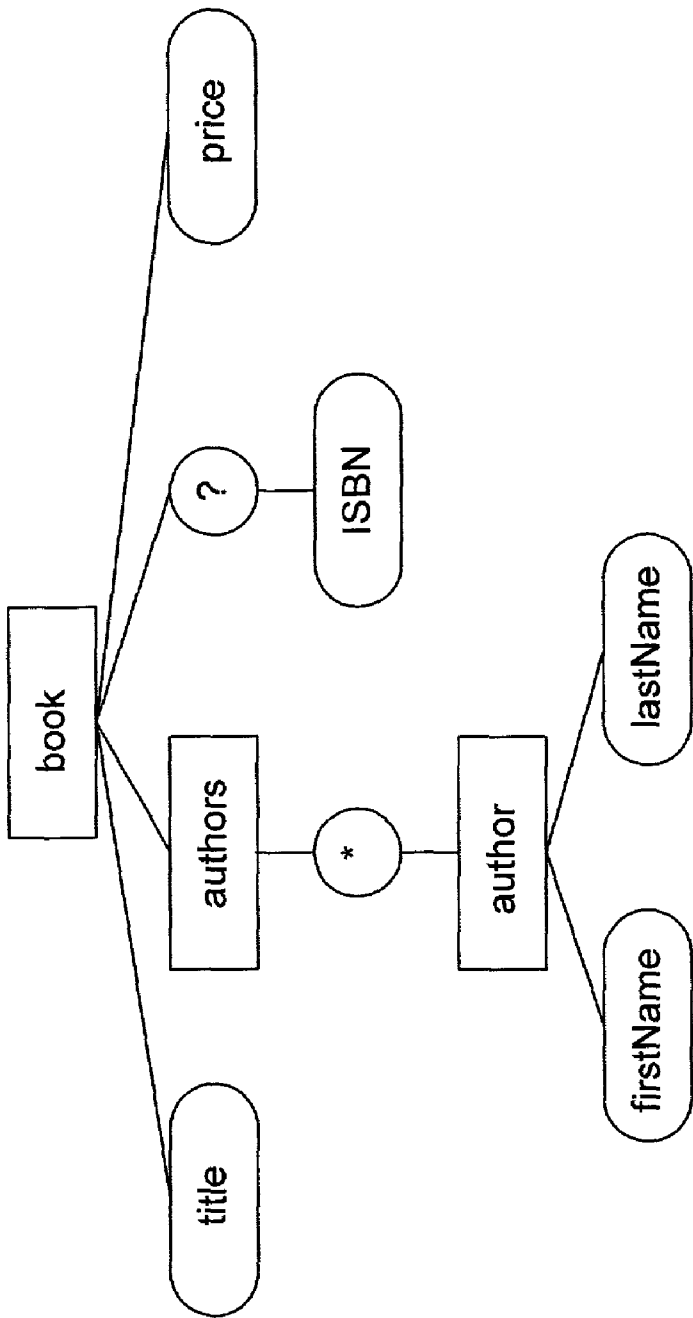 book
title
authors
?
price
*
ISBN
author
firstName
lastName